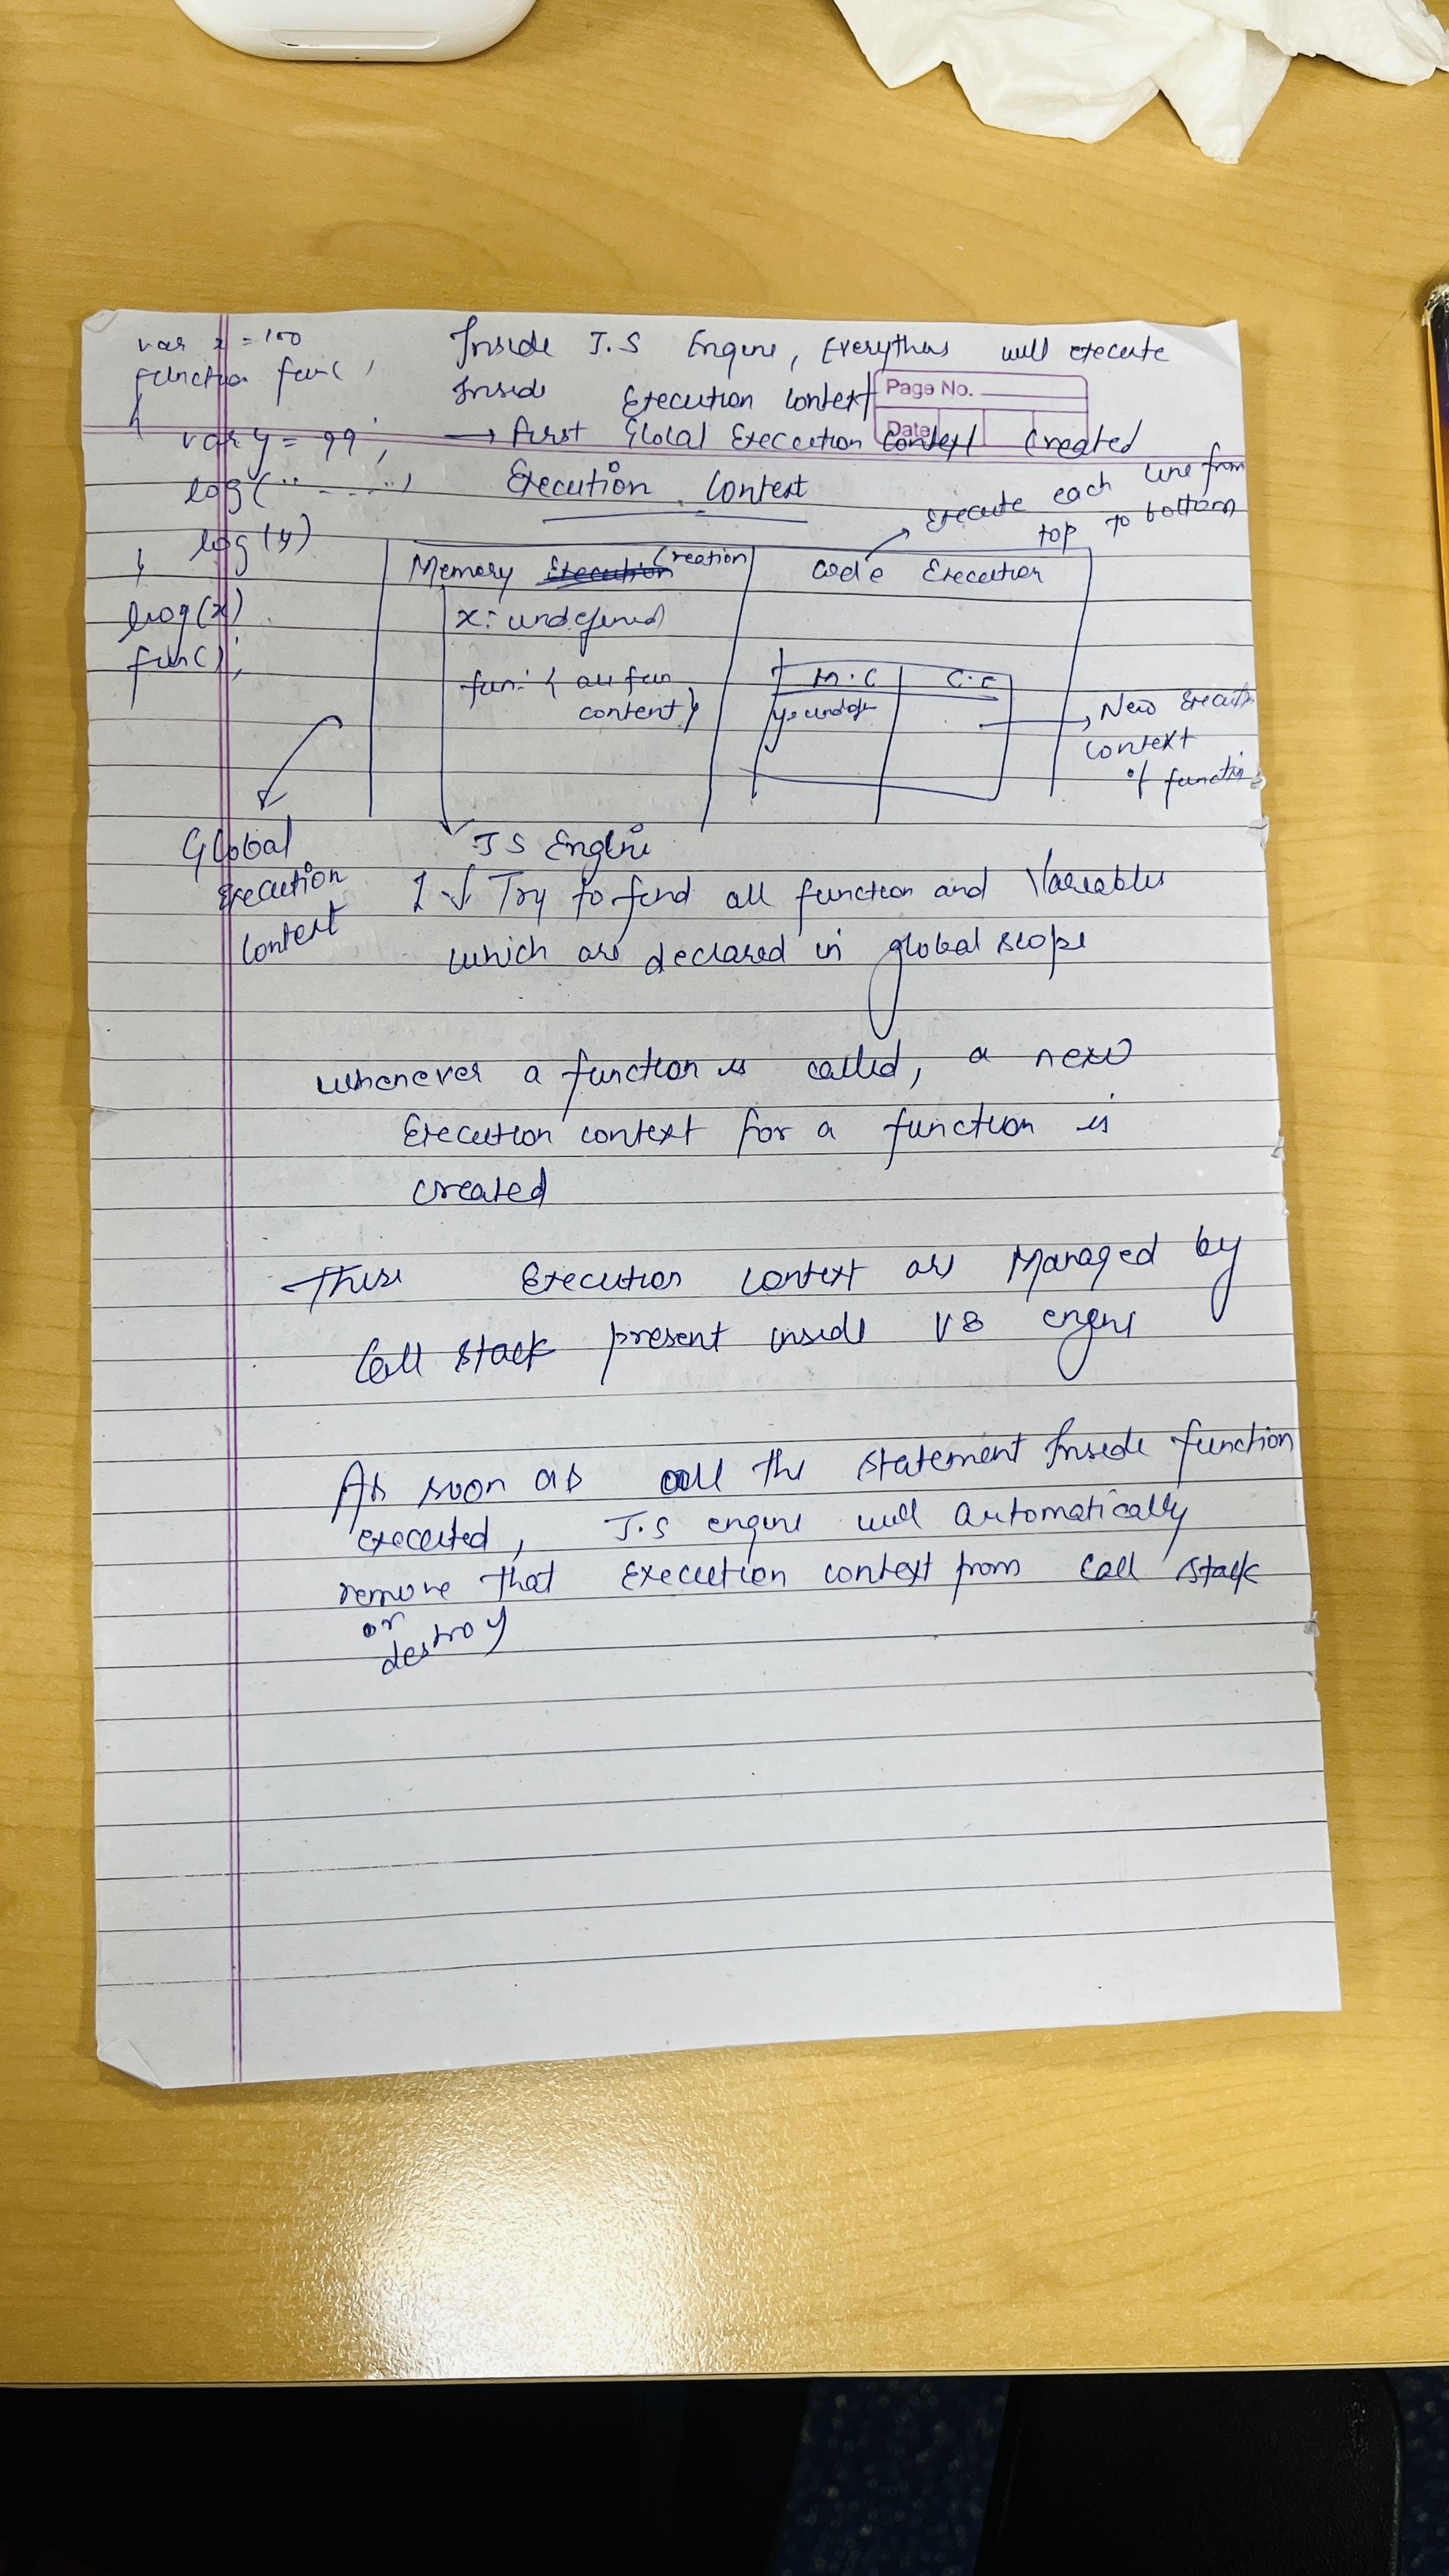 var x = 100
function fun( )
{
var y = 99;
log(".......")
log(y)
}
log(x)
fun();
Inside J.S Engine, Everything will execute
Inside Execution Context
Page No.
Date
→ First Global Execution Context Created
Execution Context
Execute each line from
top to bottom
Memory Execution Creation
Code Execution
x: undefined
fun: { all fun
content}
M.C C.E
y: undef
New Execution
Context
of function
Global
Execution
Context
JS Engine
1. Try to find all function and Variables
which are declared in global scope
Whenever a function is called, a new
Execution context for a function is
created
These Execution Context are Managed by
Call Stack present inside V8 engine
As soon as all the statement Inside function
executed, J.S engine will automatically
remove that Execution context from Call Stack
or
destroy